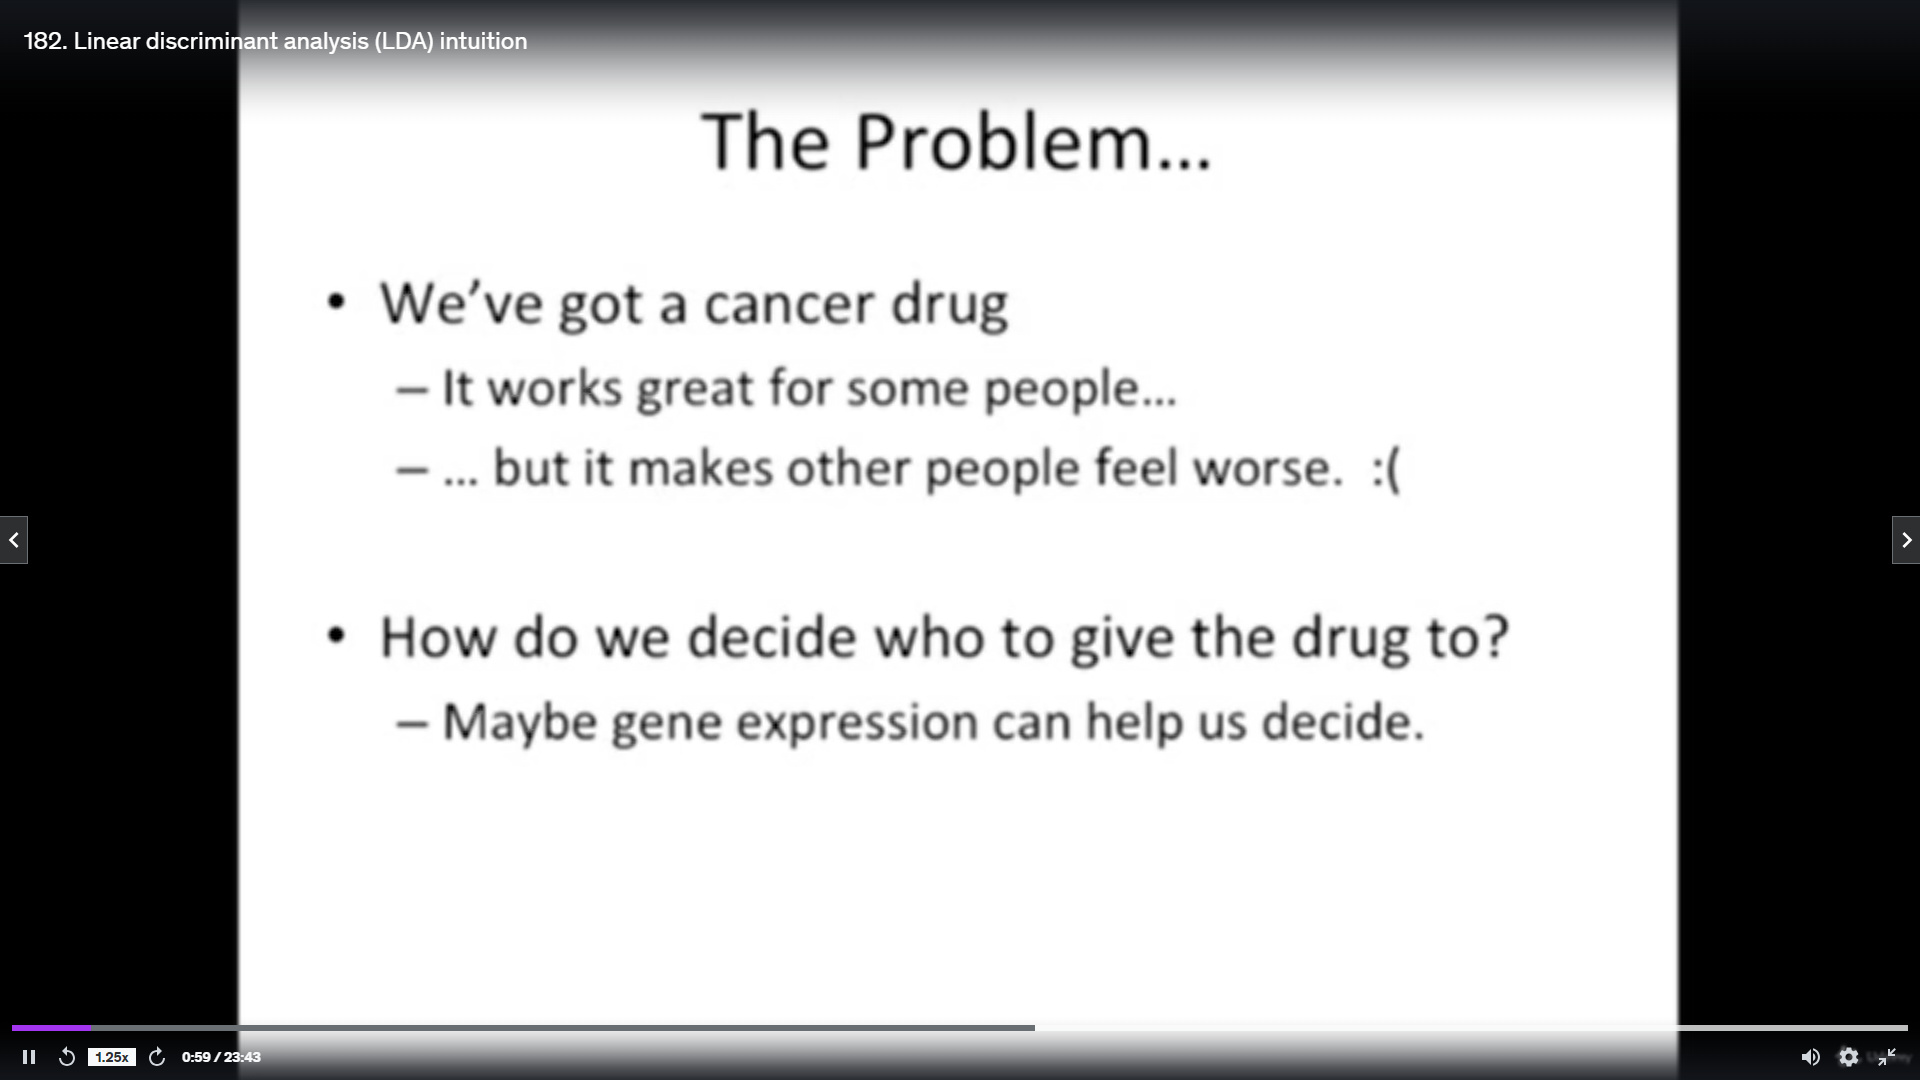 182. Linear discriminant analysis (LDA) intuition
The Problem...
• We've got a cancer drug
– It works great for some people...
– ... but it makes other people feel worse. :(
• How do we decide who to give the drug to?
– Maybe gene expression can help us decide.
1.25x
0:59 / 23:43